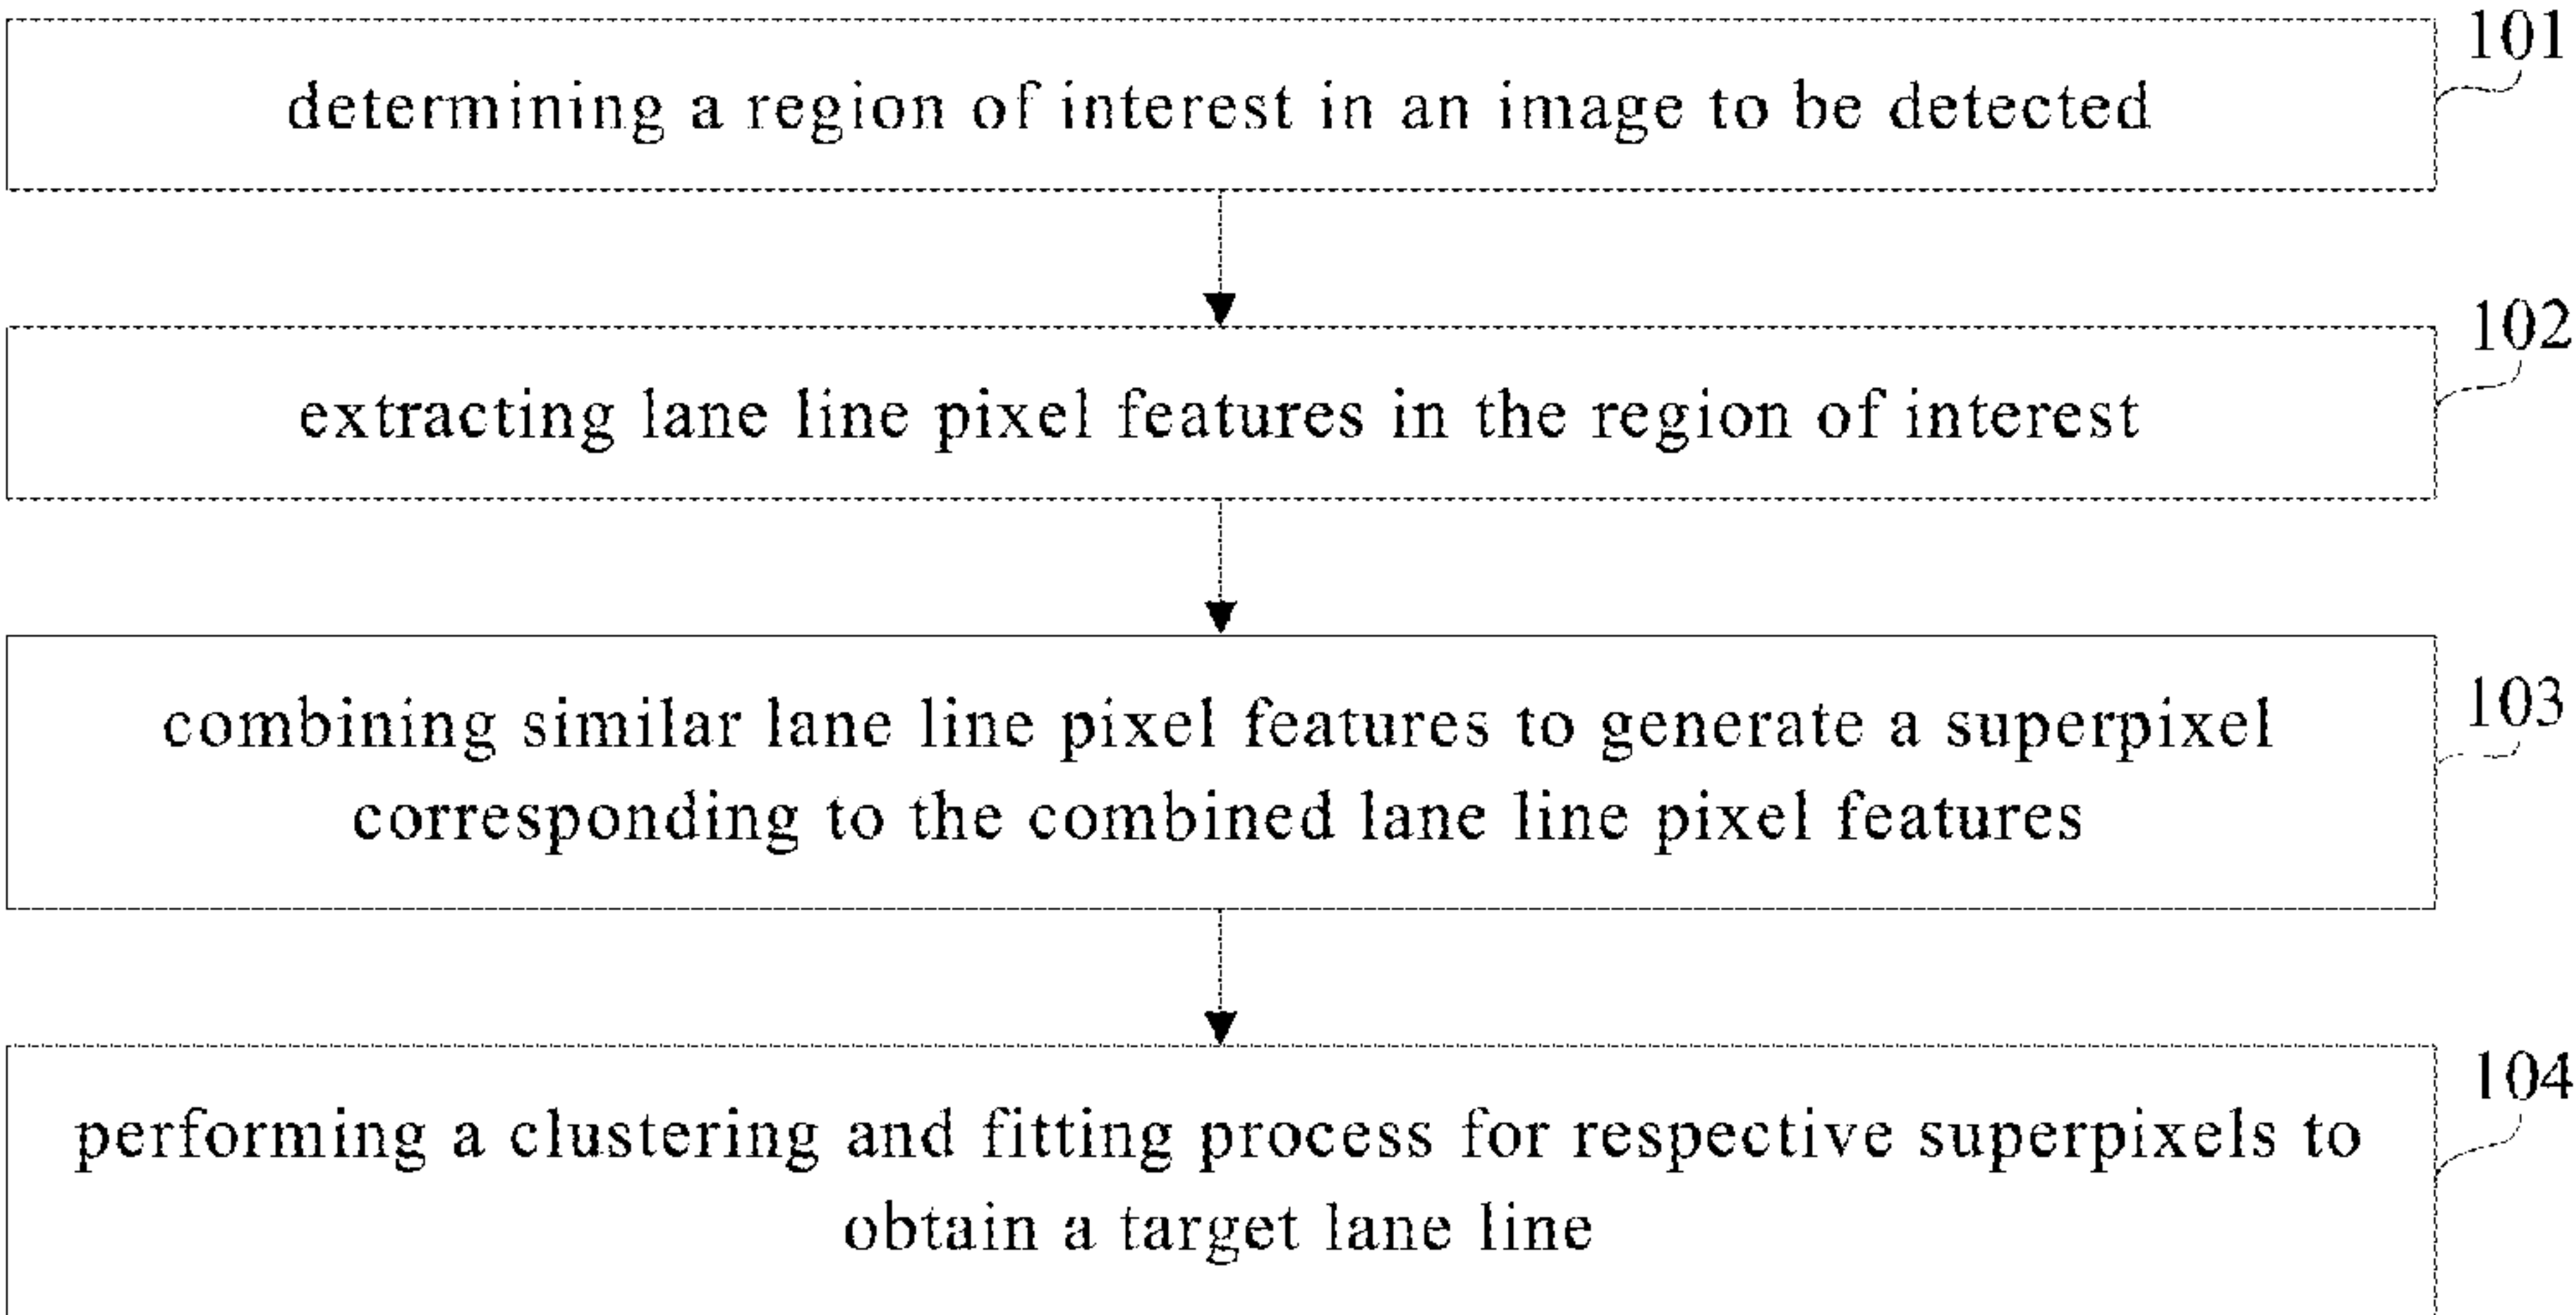 101
determining a region of interest in an image to be detected
102
extracting lane line pixel features in the region of interest
103
combining similar lane line pixel features to generate a superpixel
corresponding to the combined lane line pixel features
104
performing a clustering and fitting process for respective superpixels to
obtain a target lane line